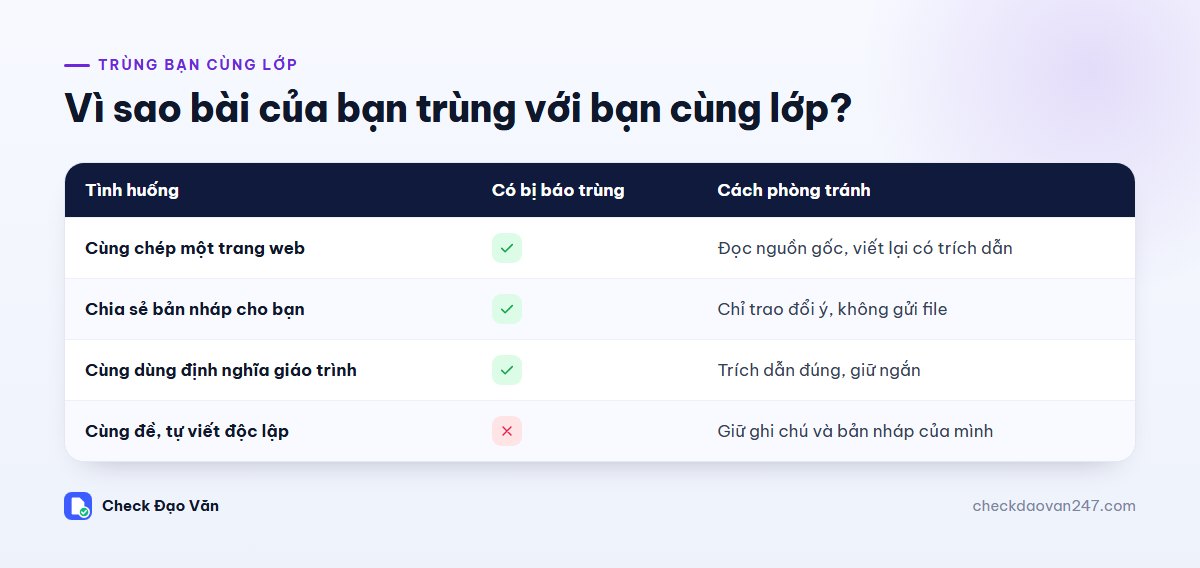 TRÙNG BẠN CÙNG LỚP
Vì sao bài của bạn trùng với bạn cùng lớp?
Tình huống Có bị báo trùng Cách phòng tránh
Cùng chép một trang web Đọc nguồn gốc, viết lại có trích dẫn
Chia sẻ bản nháp cho bạn Chỉ trao đổi ý, không gửi file
Cùng dùng định nghĩa giáo trình Trích dẫn đúng, giữ ngắn
Cùng đề, tự viết độc lập Giữ ghi chú và bản nháp của mình
Check Đạo Văn checkdaovan247.com